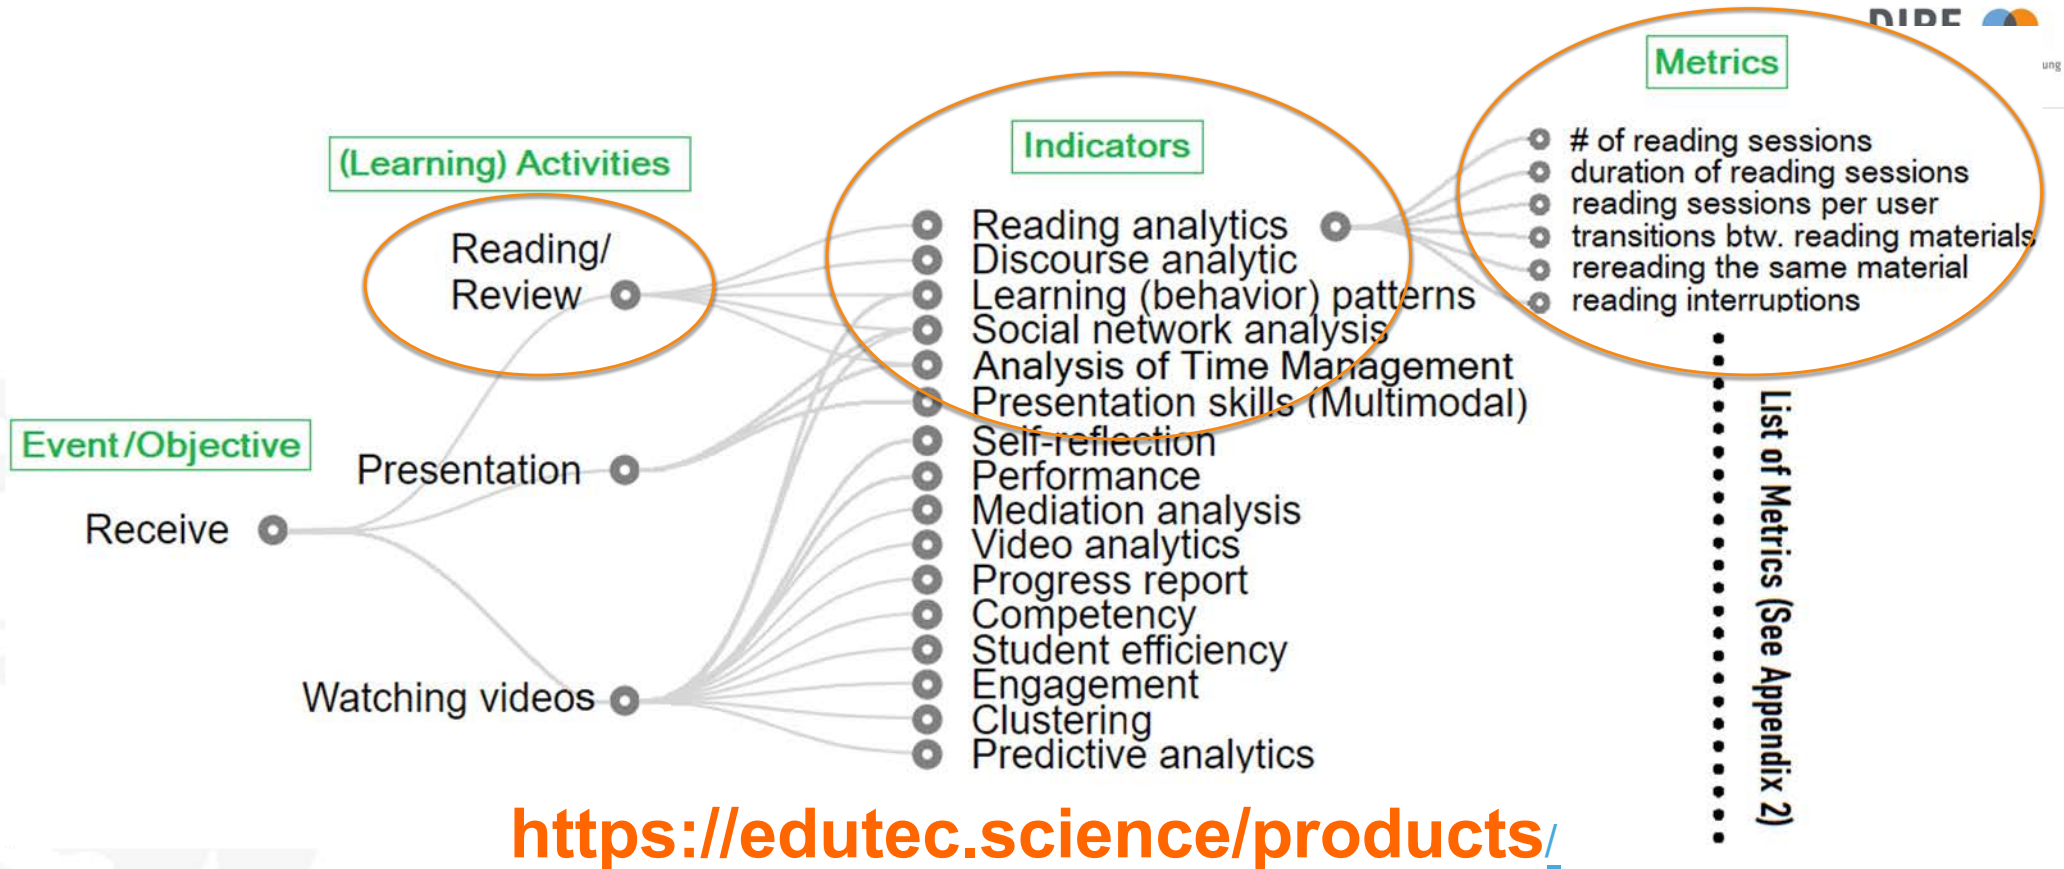 DIPF
ung
Metrics
(Learning) Activities
Indicators
# of reading sessions
duration of reading sessions
reading sessions per user
transitions btw. reading materials
rereading the same material
reading interruptions
Reading/
Review
Reading analytics
Discourse analytic
Learning (behavior) patterns
Social network analysis
Analysis of Time Management
Presentation skills (Multimodal)
Self-reflection
Performance
Mediation analysis
Video analytics
Progress report
Competency
Student efficiency
Engagement
Clustering
Predictive analytics
Event/Objective
Presentation
Receive
Watching videos
List of Metrics (See Appendix 2)
https://edutec.science/products/